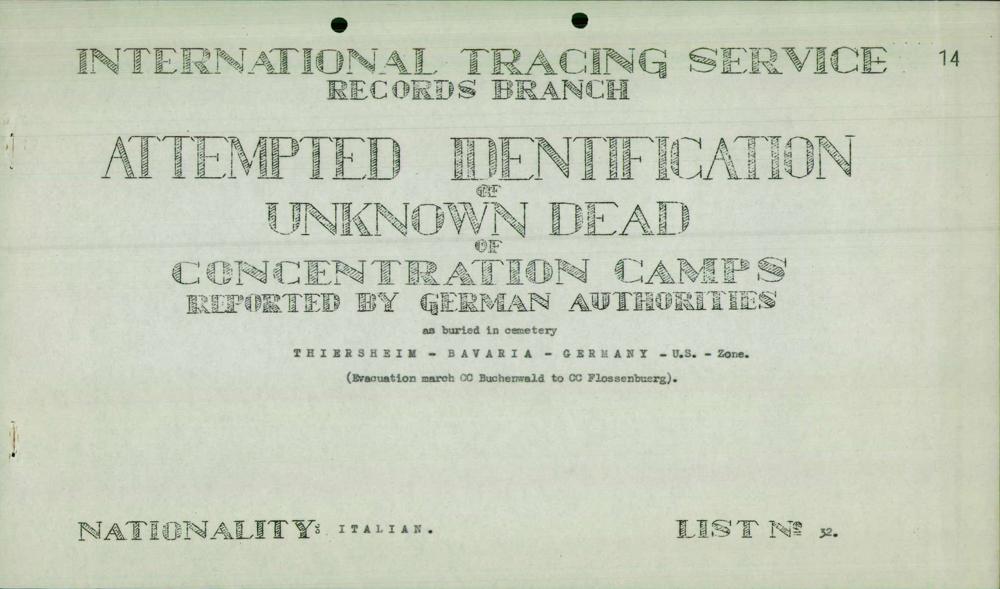 INTERNATIONAL TRACING SERVICE 14
RECORDS BRANCH
ATTEMPTED IDENTIFICATION
OF
UNKNOWN DEAD
OF
CONCENTRATION CAMPS
REPORTED BY GERMAN AUTHORITIES
as buried in cemetery
THIERSHEIM - BAVARIA - GERMANY - U.S. - Zone.
(Evacuation march CC Buchenwald to CC Flossenbuerg).
NATIONALITY: ITALIAN. LIST Nº 32.